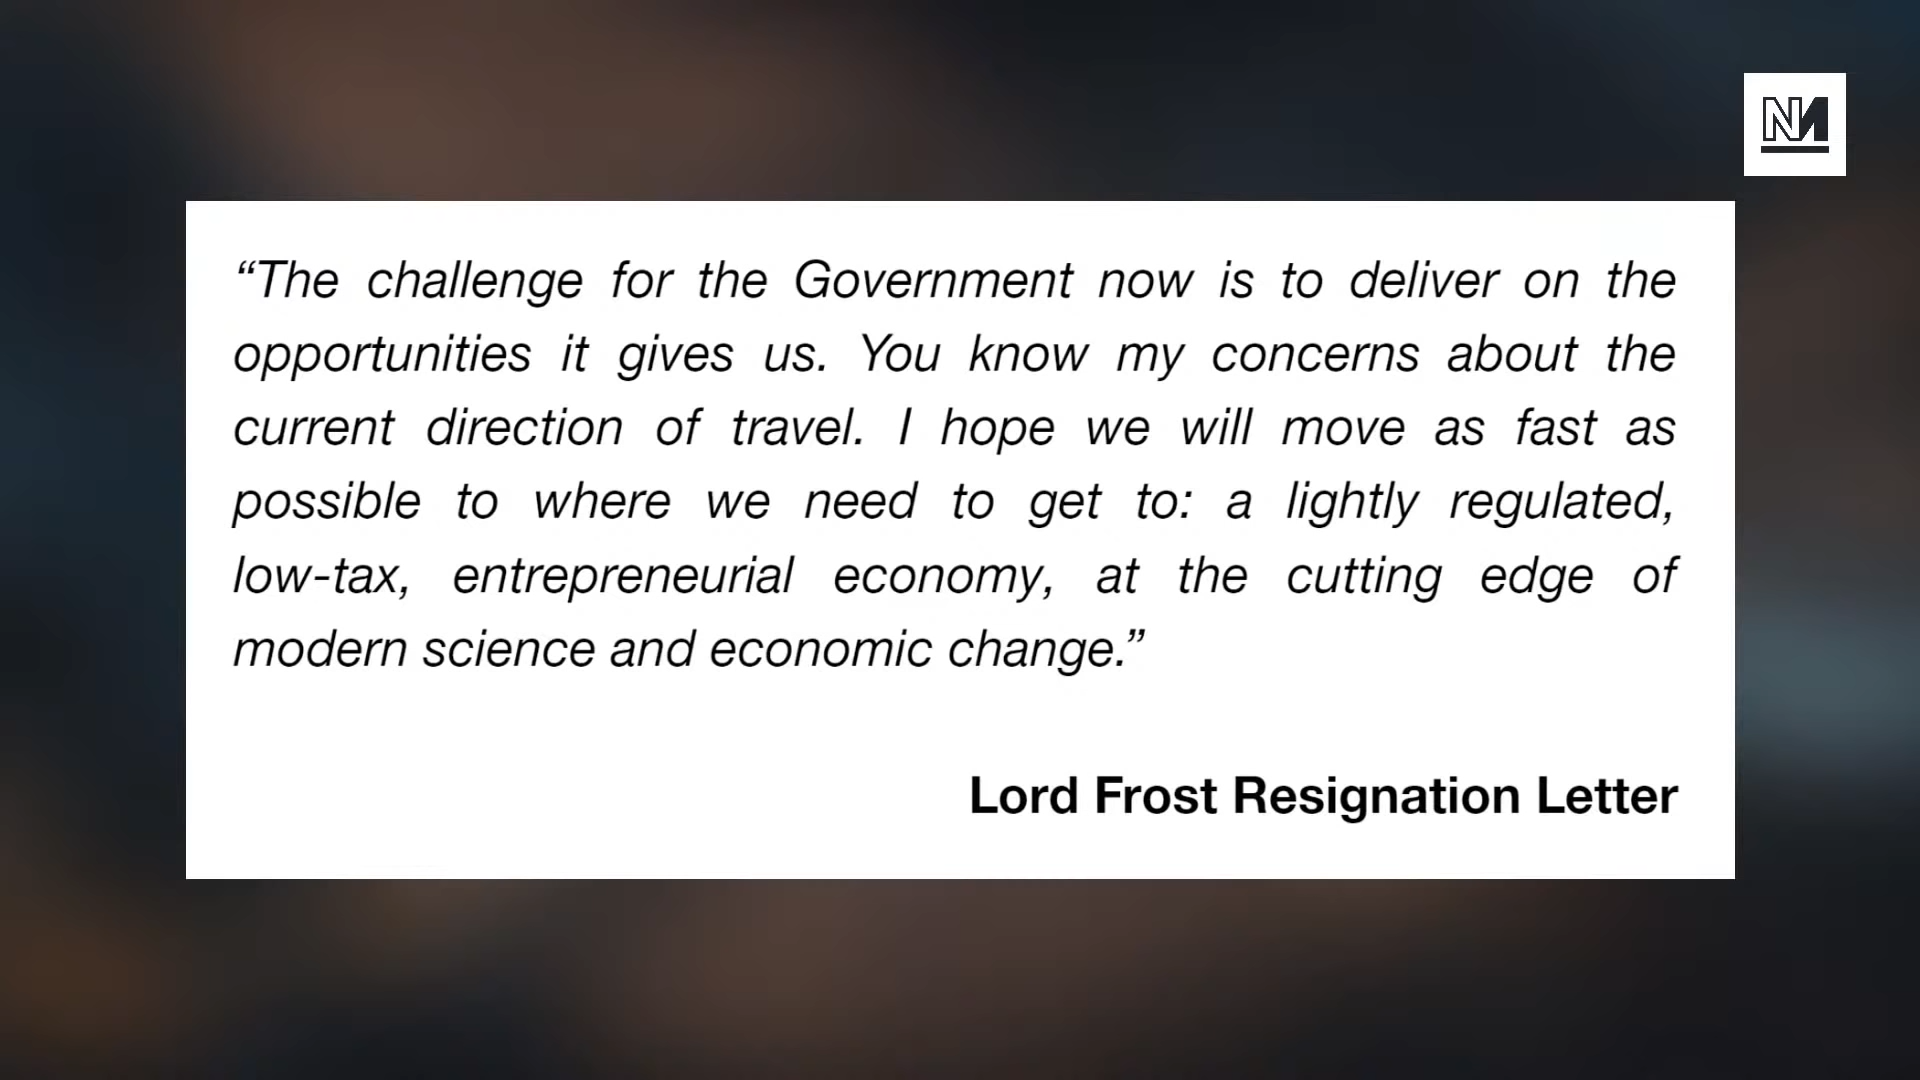 NM
“The challenge for the Government now is to deliver on the
opportunities it gives us. You know my concerns about the
current direction of travel. I hope we will move as fast as
possible to where we need to get to: a lightly regulated,
low-tax, entrepreneurial economy, at the cutting edge of
modern science and economic change.”
Lord Frost Resignation Letter